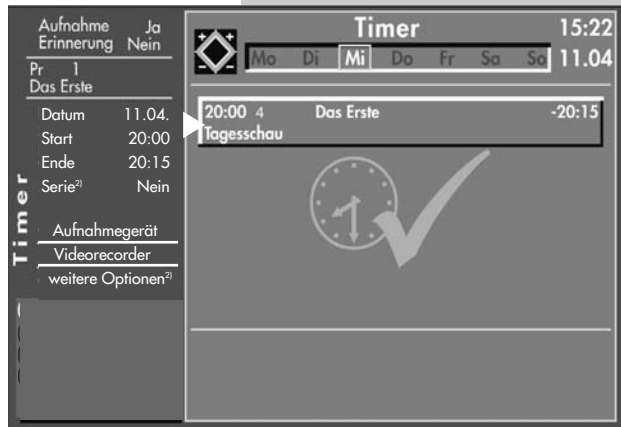 Aufnahme Ja
Erinnerung Nein
Pr 1
Das Erste
Datum 11.04.
Start 20:00
Ende 20:15
Serie2) Nein
Aufnahmegerät
Videorecorder
weitere Optionen2)
Timer
Timer 15:22
Mo Di Mi Do Fr Sa So 11.04
20:00 4 Das Erste -20:15
Tagesschau